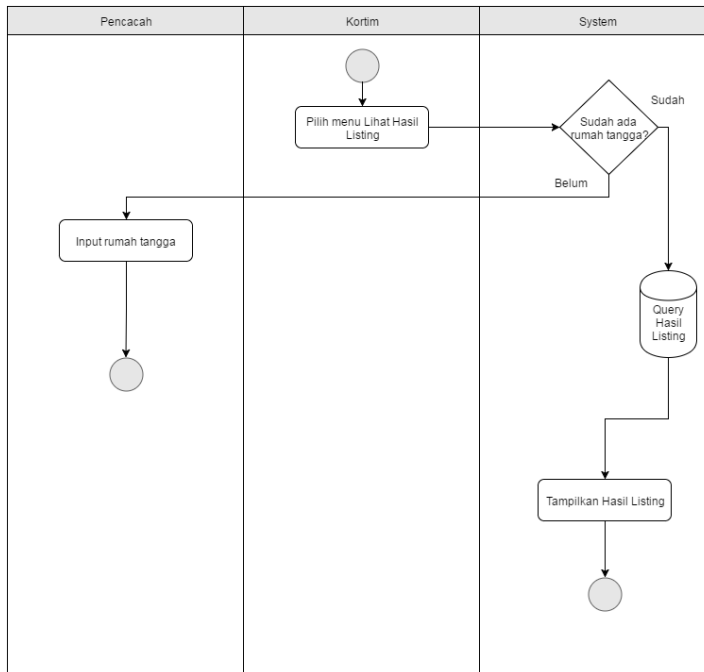 Pencacah
Kortim
System
Pilih menu Lihat Hasil
Listing
Sudah ada
rumah tangga?
Sudah
Belum
Input rumah tangga
Query
Hasil
Listing
Tampilkan Hasil Listing